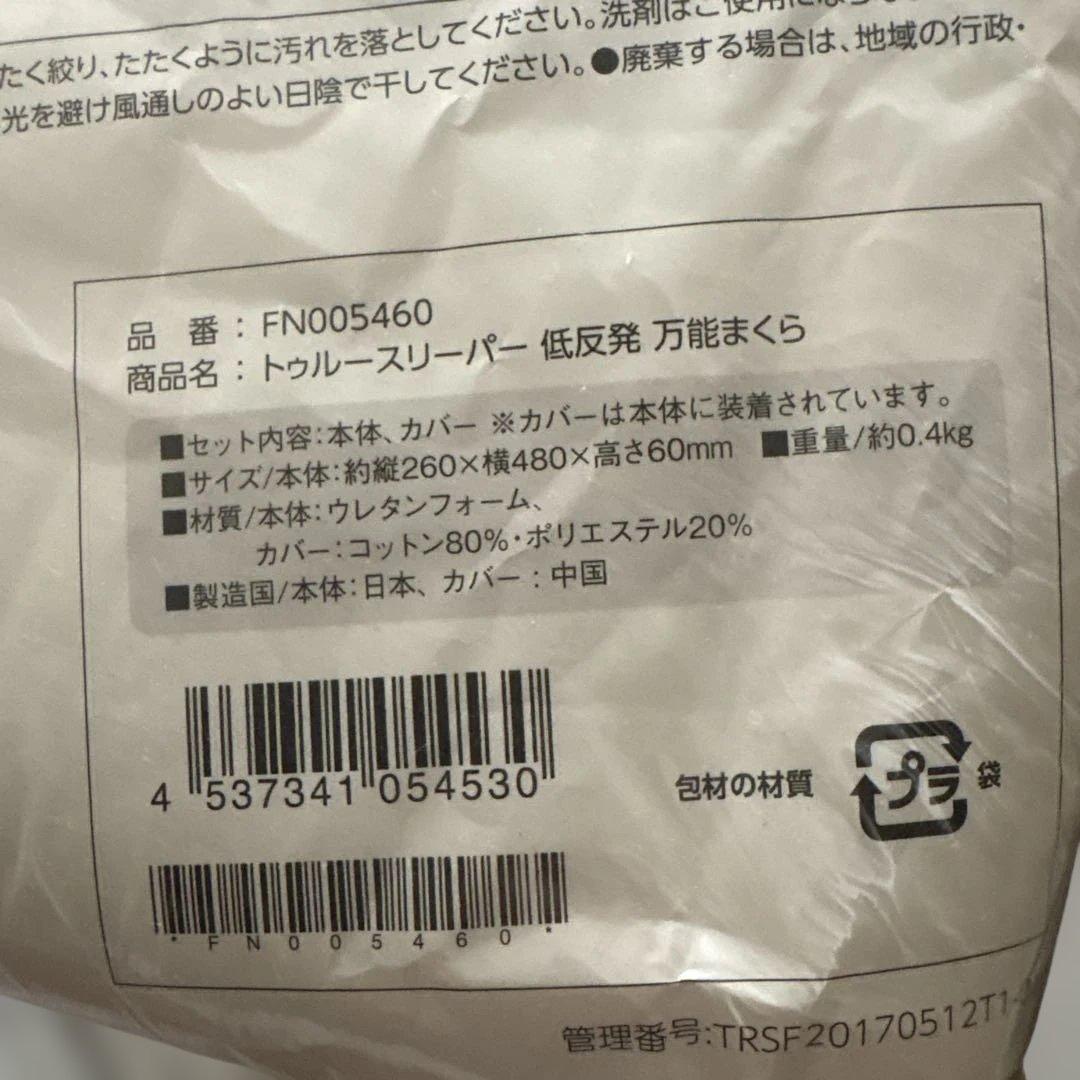 たく絞り、たたくように汚れを落としてください。洗剤はご使用に
光を避け風通しのよい日陰で干してください。●廃棄する場合は、地域の行政・
品 番：FN005460
商品名：トゥルースリーパー 低反発 万能まくら
■セット内容：本体、カバー ※カバーは本体に装着されています。
■サイズ/本体：約縦260×横480×高さ60mm ■重量/約0.4kg
■材質/本体：ウレタンフォーム、
カバー：コットン80%・ポリエステル20%
■製造国/本体：日本、カバー：中国
4 537341 054530
包材の材質
プラ
袋
*FN005460*
管理番号:TRSF20170512T1-